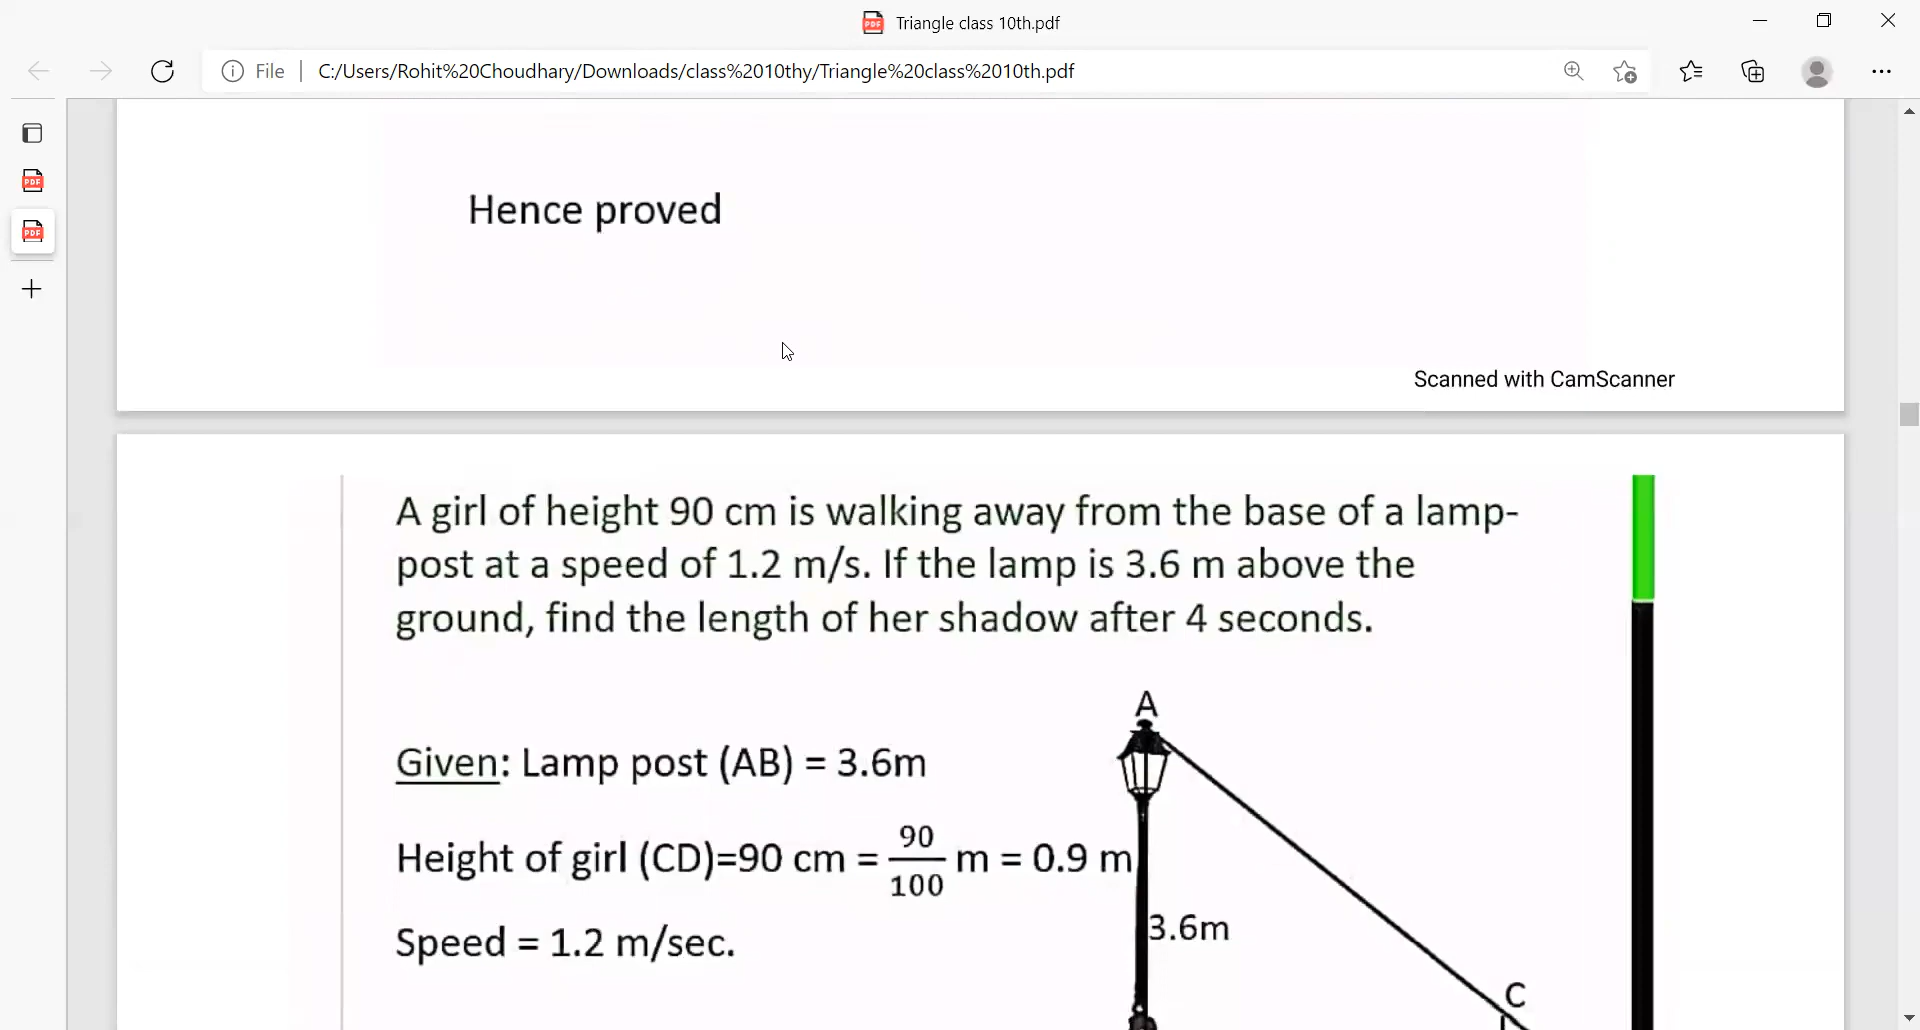 Triangle class 10th.pdf
File C:/Users/Rohit%20Choudhary/Downloads/class%2010thy/Triangle%20class%2010th.pdf
PDF
PDF
PDF
Hence proved
Scanned with CamScanner
A girl of height 90 cm is walking away from the base of a lamp-
post at a speed of 1.2 m/s. If the lamp is 3.6 m above the
ground, find the length of her shadow after 4 seconds.
A
Given: Lamp post (AB) = 3.6m
Height of girl (CD)=90 cm = 90/100 m = 0.9 m
3.6m
Speed = 1.2 m/sec.
C